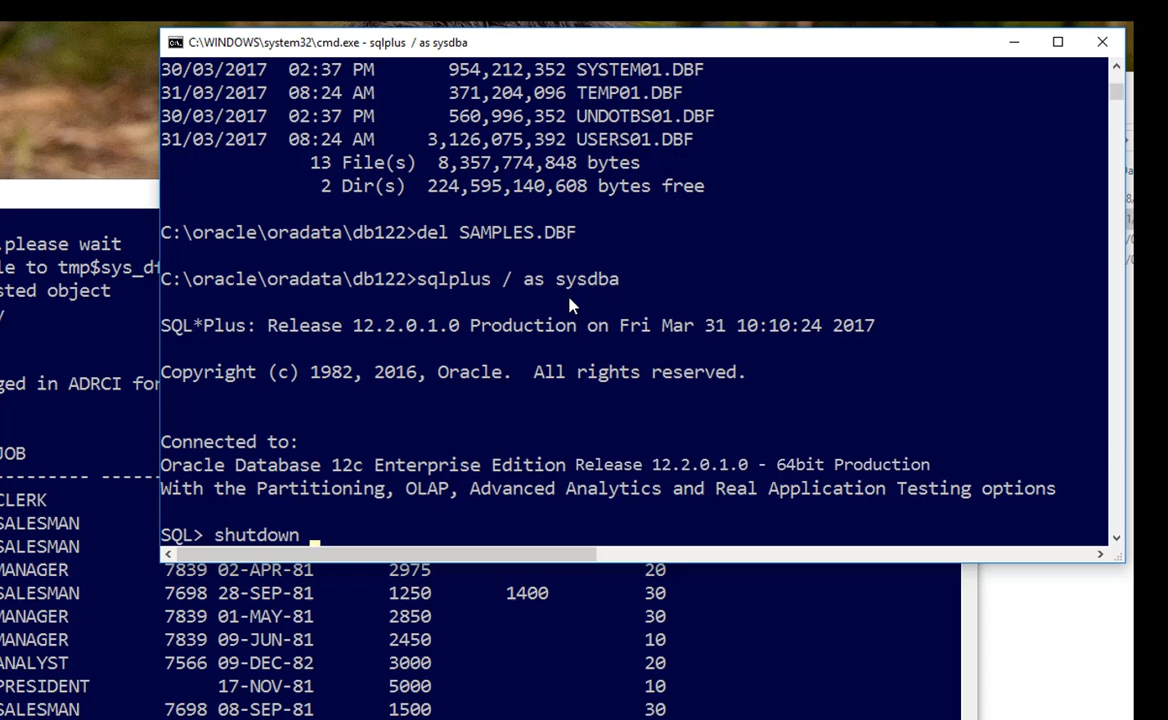 C:\WINDOWS\system32\cmd.exe - sqlplus / as sysdba
30/03/2017  02:37 PM       954,212,352 SYSTEM01.DBF
31/03/2017  08:24 AM       371,204,096 TEMP01.DBF
30/03/2017  02:37 PM       560,996,352 UNDOTBS01.DBF
31/03/2017  08:24 AM     3,126,075,392 USERS01.DBF
13 File(s)  8,357,774,848 bytes
2 Dir(s)  224,595,140,608 bytes free
C:\oracle\oradata\db122>del SAMPLES.DBF
C:\oracle\oradata\db122>sqlplus / as sysdba
SQL*Plus: Release 12.2.0.1.0 Production on Fri Mar 31 10:10:24 2017
Copyright (c) 1982, 2016, Oracle.  All rights reserved.
Connected to:
Oracle Database 12c Enterprise Edition Release 12.2.0.1.0 - 64bit Production
With the Partitioning, OLAP, Advanced Analytics and Real Application Testing options
SQL> shutdown
.please wait
le to tmp$sys_df
sted object
y
ged in ADRCI for
JOB
--------- ------
CLERK
SALESMAN
SALESMAN
MANAGER 7839 02-APR-81 2975 20
SALESMAN 7698 28-SEP-81 1250 1400 30
MANAGER 7839 01-MAY-81 2850 30
MANAGER 7839 09-JUN-81 2450 10
ANALYST 7566 09-DEC-82 3000 20
PRESIDENT 17-NOV-81 5000 10
SALESMAN 7698 08-SEP-81 1500 30